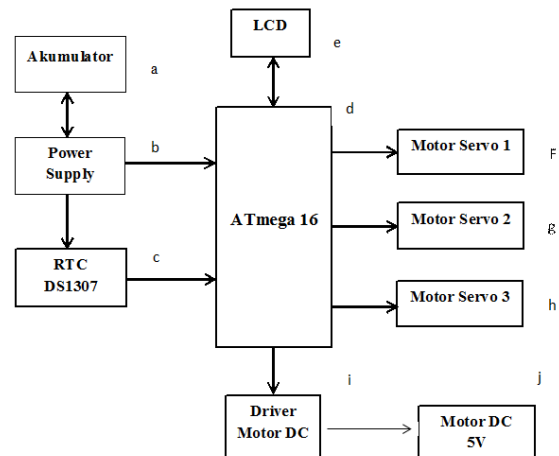 LCD
e
Akumulator
a
d
Power
Supply
b
Motor Servo 1
F
ATmega 16
Motor Servo 2
g
RTC
DS1307
c
Motor Servo 3
h
Driver
Motor DC
i
Motor DC
5V
j